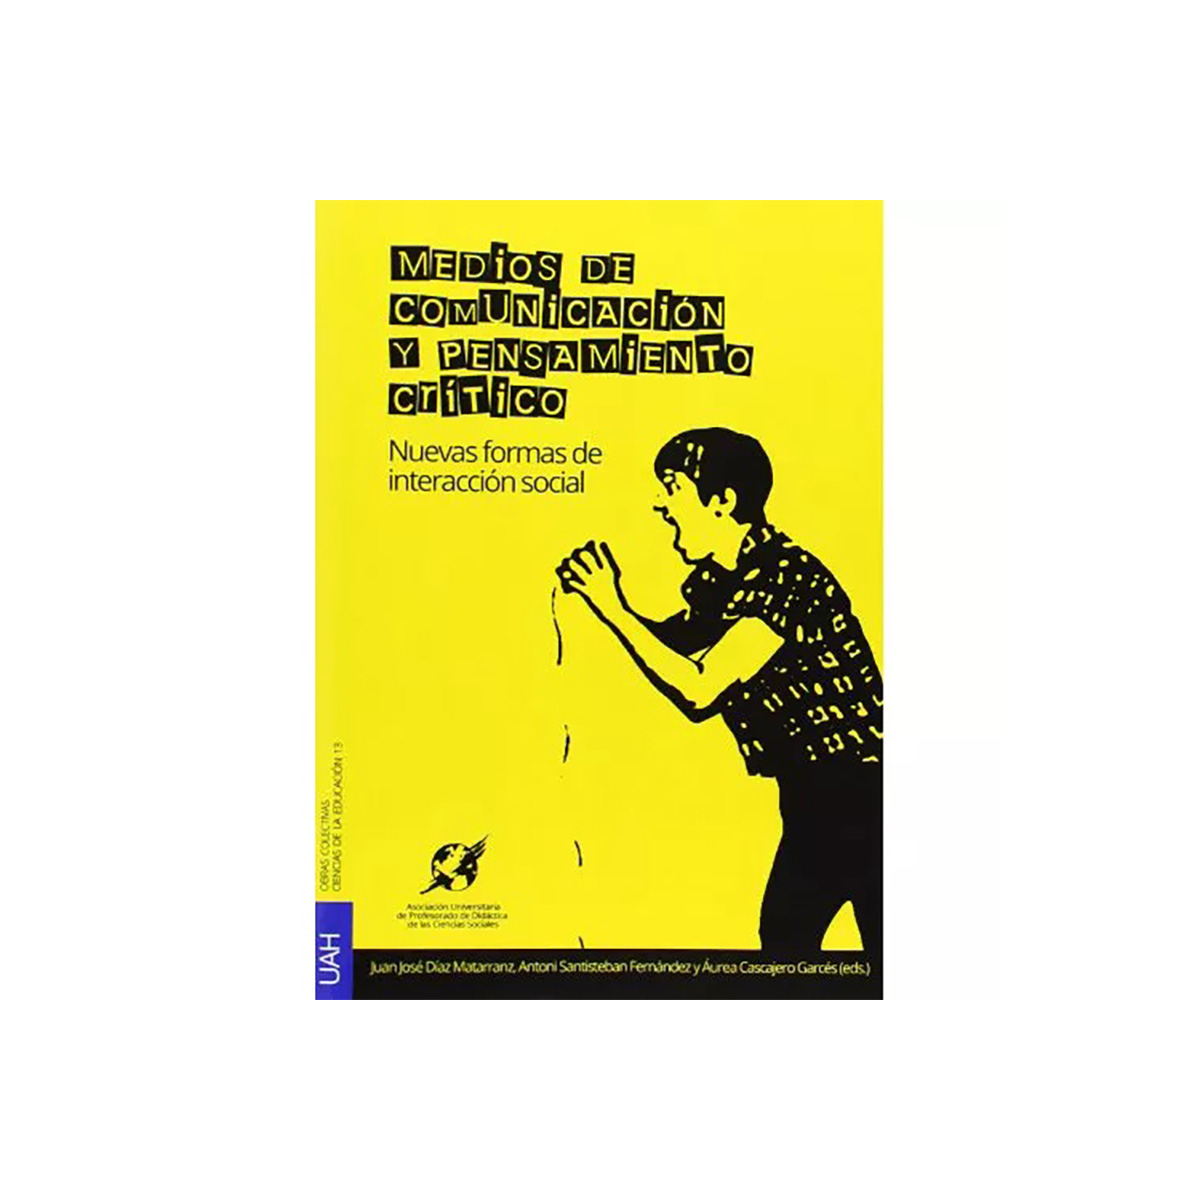 MEDiOS DE
COMUNiCACiÓN
Y PENSAMiENTO
CRíTiCO
Nuevas formas de
interacción social
OBRAS COLECTIVAS
CIENCIAS DE LA EDUCACIÓN 13
UAH
Asociación Universitaria
de Profesorado de Didáctica
de las Ciencias Sociales
Juan José Díaz Matarranz, Antoni Santisteban Fernández y Áurea Cascajero Garcés (eds.)